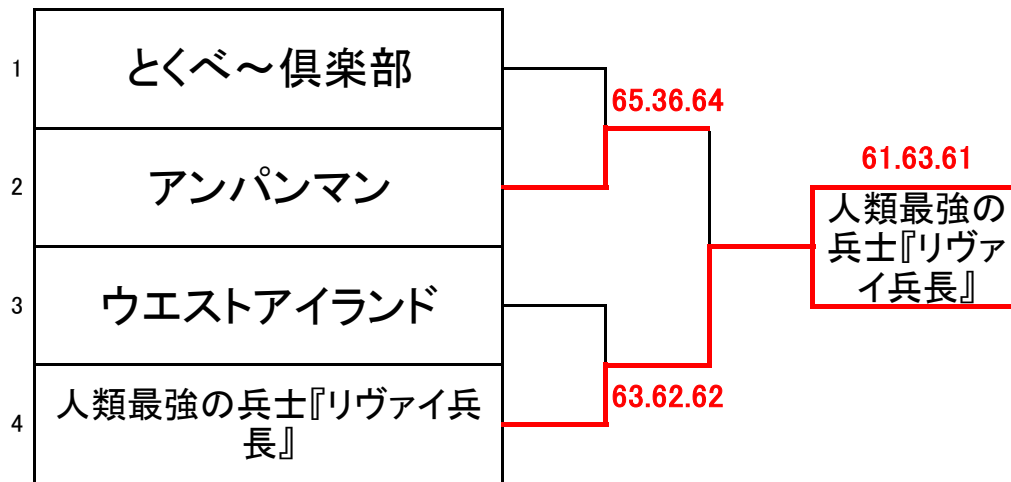 1
とくべ～倶楽部
65.36.64
2
アンパンマン
61.63.61
人類最強の
兵士『リヴァ
イ兵長』
3
ウエストアイランド
63.62.62
4
人類最強の兵士『リヴァイ兵
長』